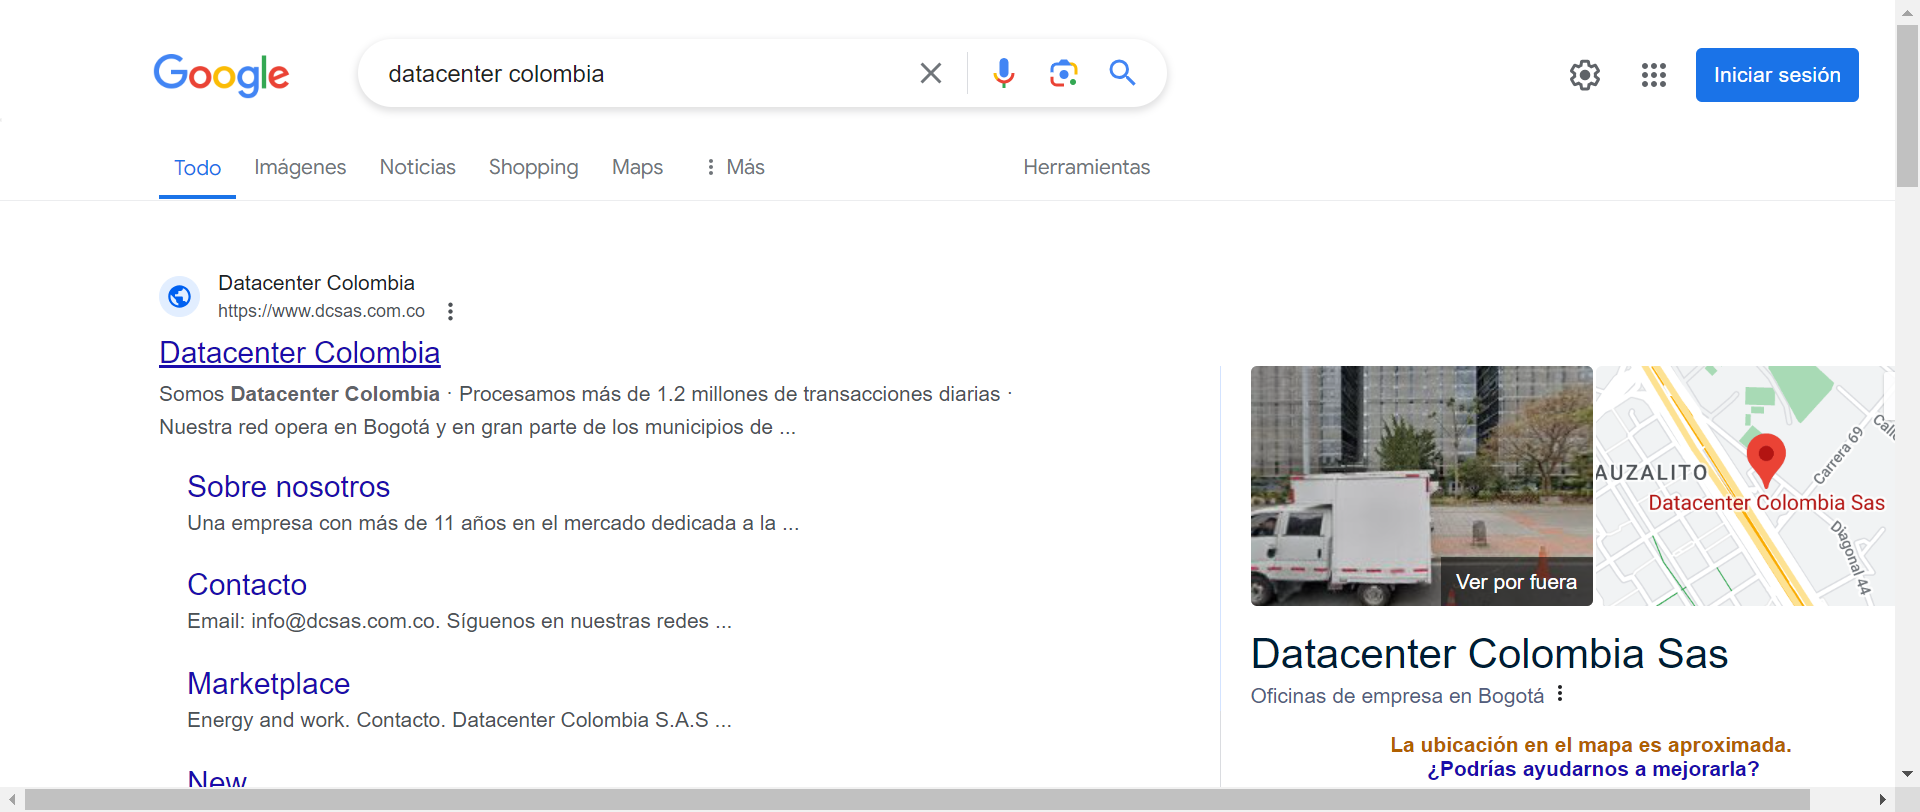 Google
datacenter colombia
Iniciar sesión
Todo
Imágenes
Noticias
Shopping
Maps
Más
Herramientas
Datacenter Colombia
https://www.dcsas.com.co
Datacenter Colombia
Somos Datacenter Colombia · Procesamos más de 1.2 millones de transacciones diarias ·
Nuestra red opera en Bogotá y en gran parte de los municipios de ...
Sobre nosotros
Una empresa con más de 11 años en el mercado dedicada a la ...
Contacto
Email: info@dcsas.com.co. Síguenos en nuestras redes ...
Marketplace
Energy and work. Contacto. Datacenter Colombia S.A.S ...
New
Ver por fuera
AUZALITO
Carrera 69
Calle
Datacenter Colombia Sas
Diagonal 44
Datacenter Colombia Sas
Oficinas de empresa en Bogotá
La ubicación en el mapa es aproximada.
¿Podrías ayudarnos a mejorarla?